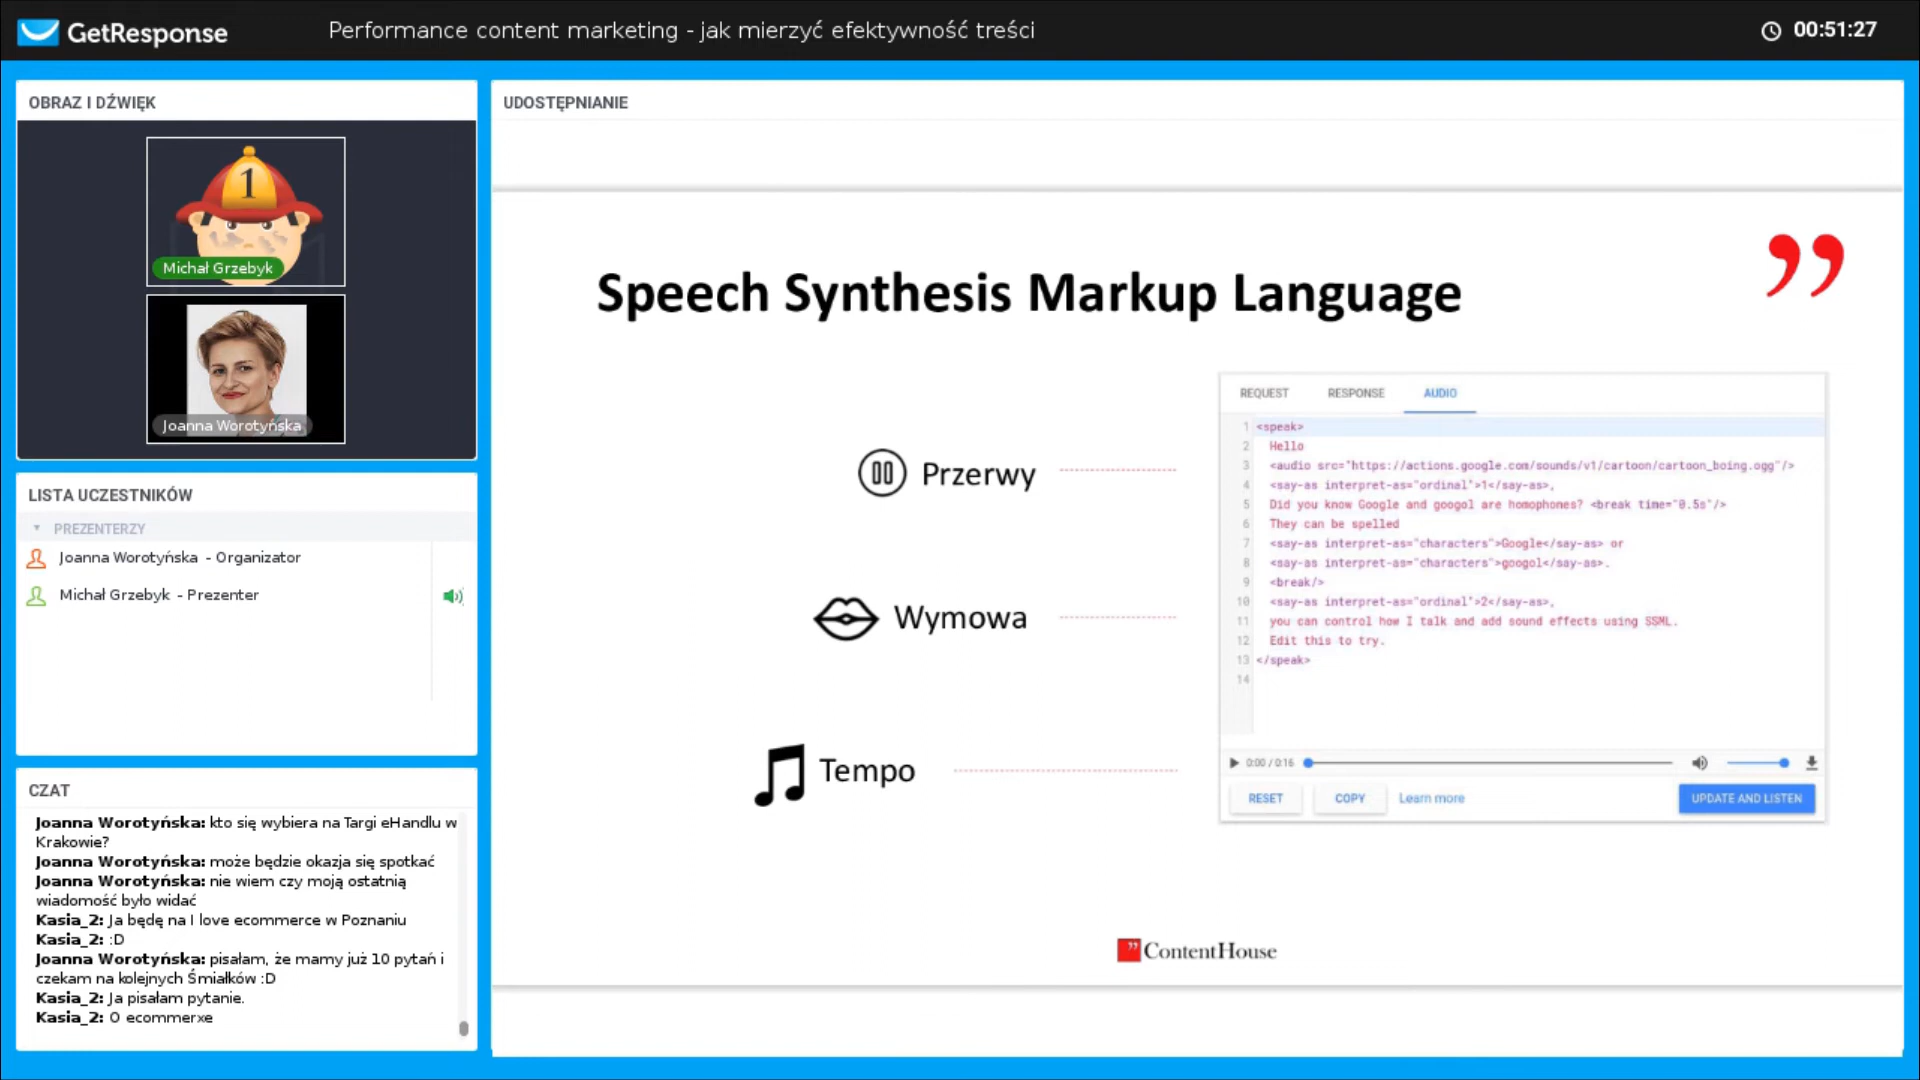 GetResponse
Performance content marketing - jak mierzyć efektywność treści
00:51:27
OBRAZ I DŹWIĘK
1
Michał Grzebyk
Joanna Worotyńska
LISTA UCZESTNIKÓW
PREZENTERZY
Joanna Worotyńska - Organizator
Michał Grzebyk - Prezenter
CZAT
Joanna Worotyńska: kto się wybiera na Targi eHandlu w
Krakowie?
Joanna Worotyńska: może będzie okazja się spotkać
Joanna Worotyńska: nie wiem czy moją ostatnią
wiadomość było widać
Kasia_2: Ja będę na I love ecommerce w Poznaniu
Kasia_2: :D
Joanna Worotyńska: pisałam, że mamy już 10 pytań i
czekam na kolejnych Śmiałków :D
Kasia_2: Ja pisałam pytanie.
Kasia_2: O ecommerxe
UDOSTĘPNIANIE
Speech Synthesis Markup Language
Przerwy
Wymowa
Tempo
REQUEST RESPONSE AUDIO
1 <speak>
2 Hello
3 <audio src="https://actions.google.com/sounds/v1/cartoon/cartoon_boing.ogg"/>
4 <say-as interpret-as="ordinal">1</say-as>,
5 Did you know Google and googol are homophones? <break time="0.5s"/>
6 They can be spelled
7 <say-as interpret-as="characters">Google</say-as> or
8 <say-as interpret-as="characters">googol</say-as>.
9 <break/>
10 <say-as interpret-as="ordinal">2</say-as>,
11 you can control how I talk and add sound effects using SSML.
12 Edit this to try.
13 </speak>
14
0:00 / 0:16
RESET COPY Learn more UPDATE AND LISTEN
ContentHouse